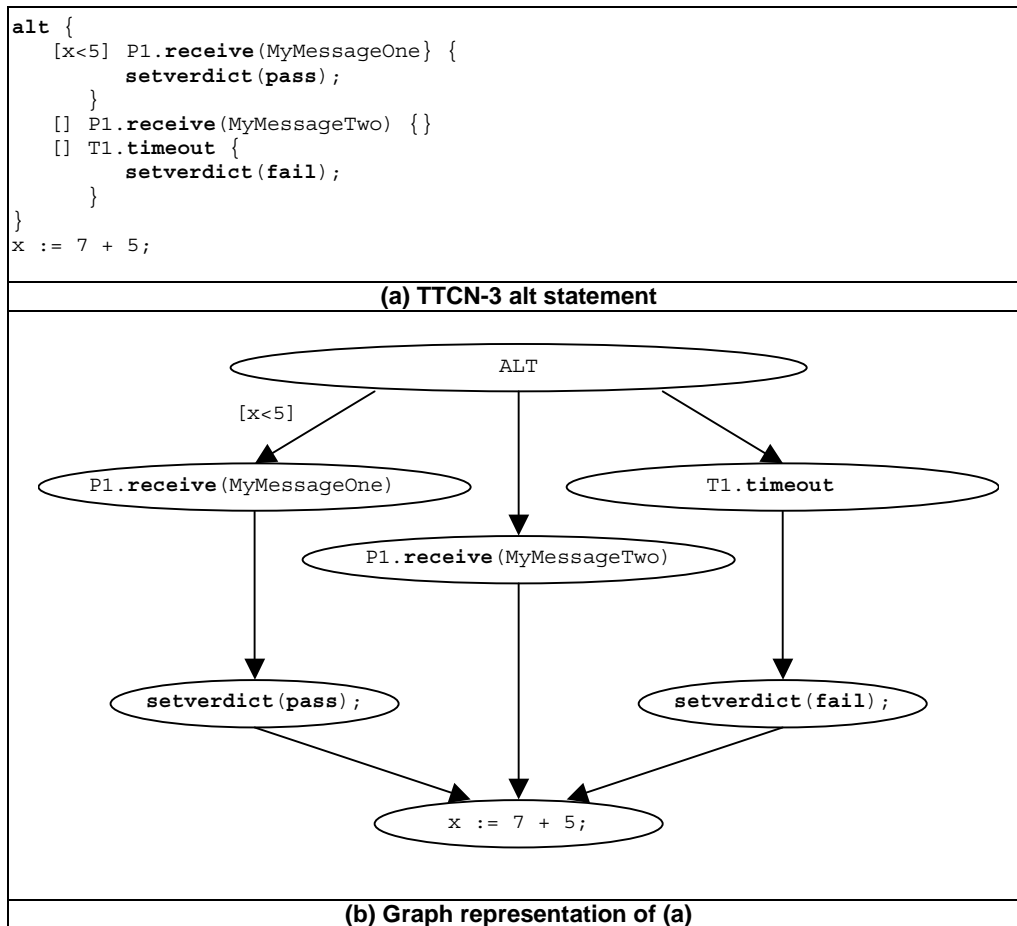 alt {
[x<5] P1.receive(MyMessageOne} {
setverdict(pass);
}
[] P1.receive(MyMessageTwo) {}
[] T1.timeout {
setverdict(fail);
}
}
x := 7 + 5;
(a) TTCN-3 alt statement
ALT
[x<5]
P1.receive(MyMessageOne)
T1.timeout
P1.receive(MyMessageTwo)
setverdict(pass);
setverdict(fail);
x := 7 + 5;
(b) Graph representation of (a)